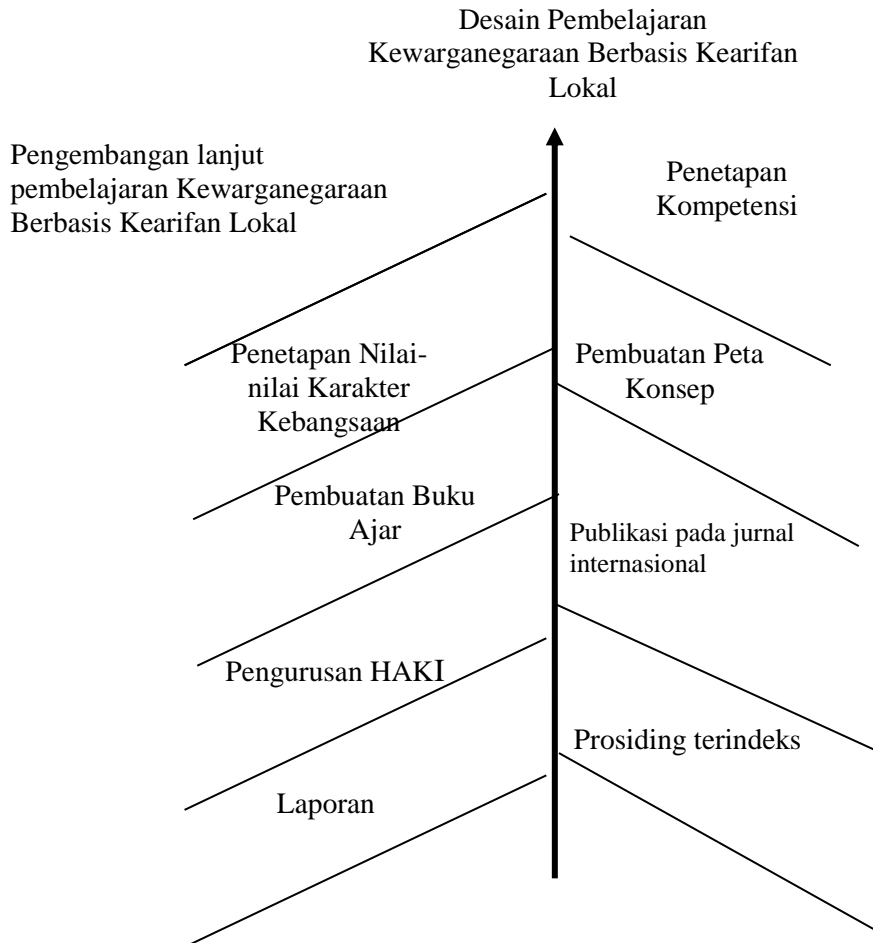 Desain Pembelajaran
Kewarganegaraan Berbasis Kearifan
Lokal
Pengembangan lanjut
pembelajaran Kewarganegaraan
Berbasis Kearifan Lokal
Penetapan
Kompetensi
Penetapan Nilai-
nilai Karakter
Kebangsaan
Pembuatan Peta
Konsep
Pembuatan Buku
Ajar
Publikasi pada jurnal
internasional
Pengurusan HAKI
Prosiding terindeks
Laporan